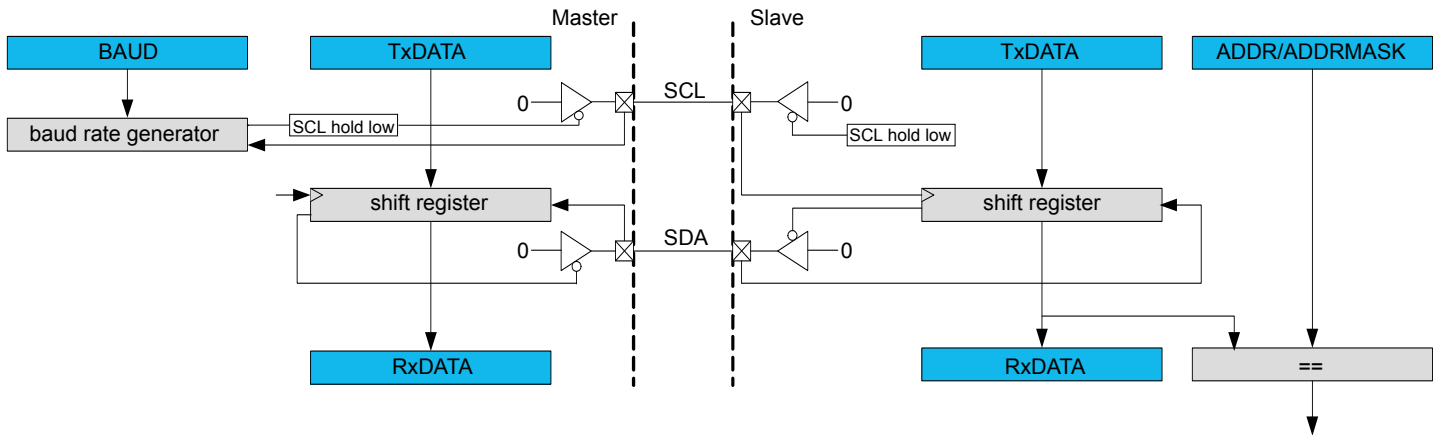 Master Slave
BAUD TxDATA TxDATA ADDR/ADDRMASK
SCL
0 0
baud rate generator SCL hold low SCL hold low
shift register shift register
SDA
0 0
RxDATA RxDATA ==